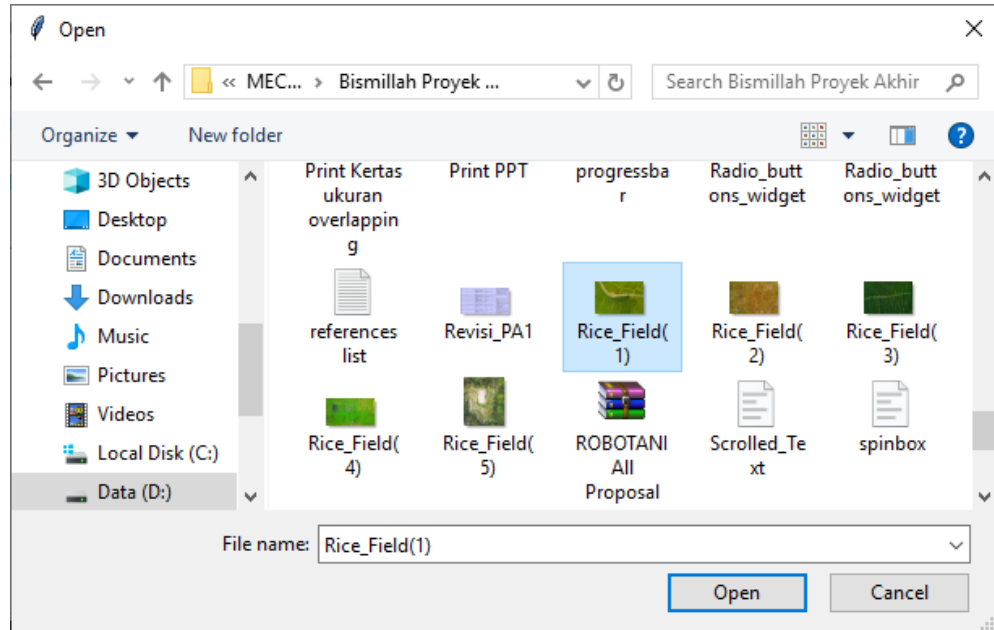 Open
« MEC... › Bismillah Proyek ...
Search Bismillah Proyek Akhir
Organize
New folder
?
3D Objects
Desktop
Documents
Downloads
Music
Pictures
Videos
Local Disk (C:)
Data (D:)
Print Kertas
ukuran
overlappin
g
Print PPT
progressba
r
Radio_butt
ons_widget
Radio_butt
ons_widget
references
list
Revisi_PA1
Rice_Field(
1)
Rice_Field(
2)
Rice_Field(
3)
Rice_Field(
4)
Rice_Field(
5)
ROBOTANI
All
Proposal
Scrolled_Te
xt
spinbox
File name:
Rice_Field(1)
Open
Cancel